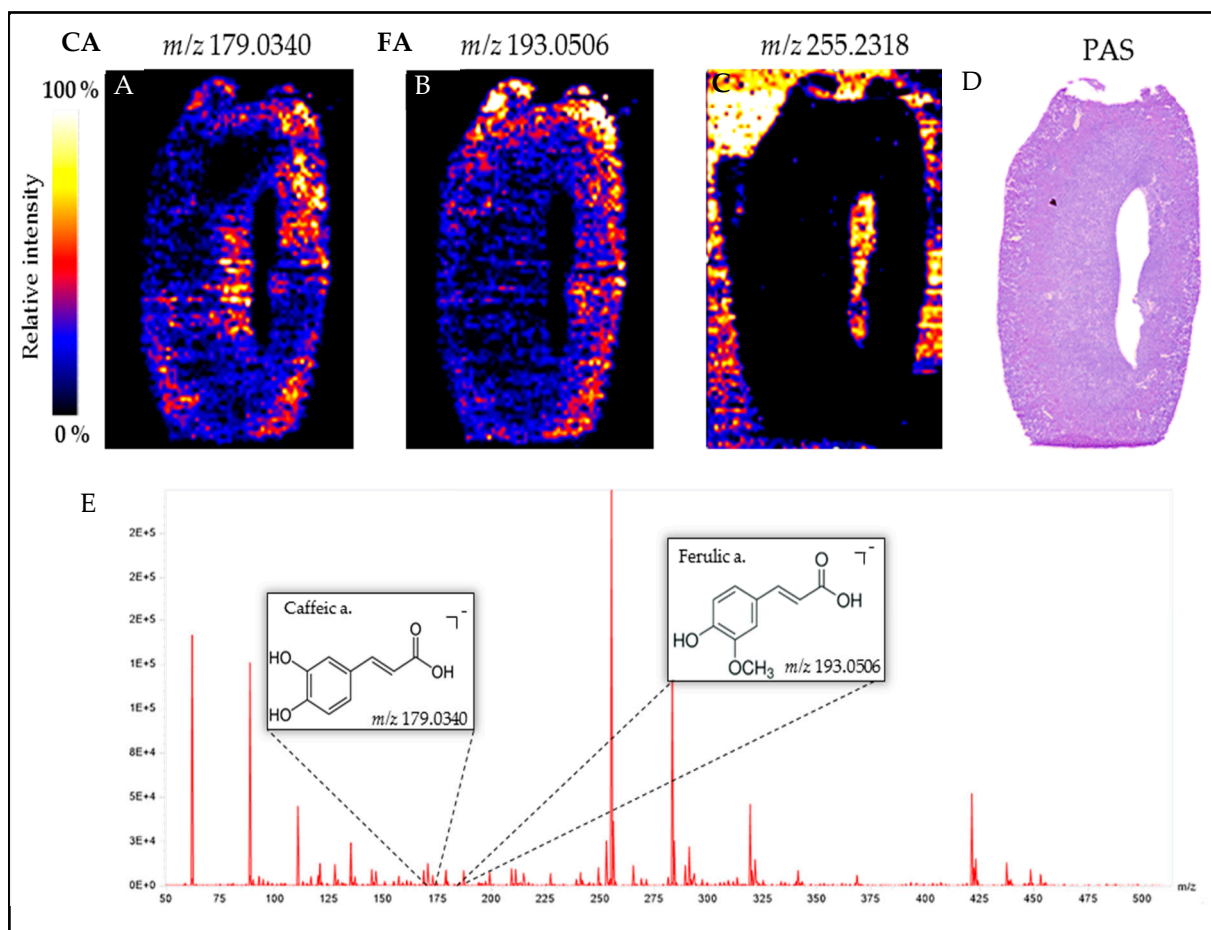 CA m/z 179.0340 FA m/z 193.0506 m/z 255.2318 PAS
A B C D
100 %
Relative intensity
0 %
E
2E+5
2E+5
2E+5
1E+5
1E+5
8E+4
5E+4
3E+4
0E+0
Caffeic a.
HO
HO
O
OH
m/z 179.0340
Ferulic a.
O
OH
HO
OCH3
m/z 193.0506
50 75 100 125 150 175 200 225 250 275 300 325 350 375 400 425 450 475 500 m/z